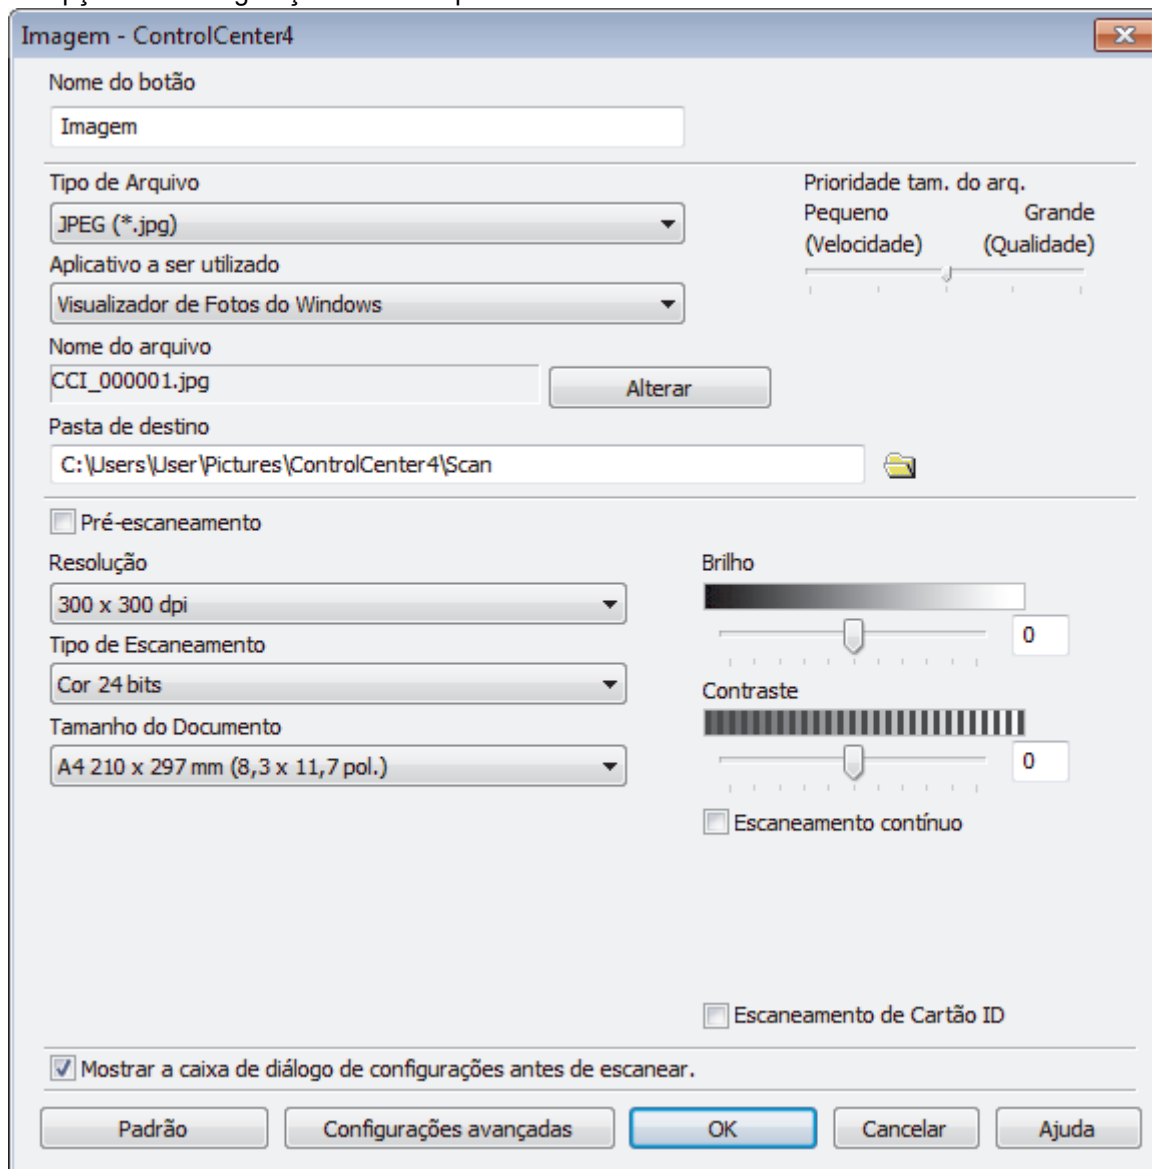 Imagem - ControlCenter4
Nome do botão
Imagem
Tipo de Arquivo
JPEG (*.jpg)
Aplicativo a ser utilizado
Visualizador de Fotos do Windows
Nome do arquivo
CCI_000001.jpg
Alterar
Pasta de destino
C:\Users\User\Pictures\ControlCenter4\Scan
Prioridade tam. do arq.
Pequeno Grande
(Velocidade) (Qualidade)
Pré-escaneamento
Resolução
300 x 300 dpi
Tipo de Escaneamento
Cor 24 bits
Tamanho do Documento
A4 210 x 297 mm (8,3 x 11,7 pol.)
Brilho
0
Contraste
0
Escaneamento contínuo
Escaneamento de Cartão ID
Mostrar a caixa de diálogo de configurações antes de escanear.
Padrão
Configurações avançadas
OK
Cancelar
Ajuda